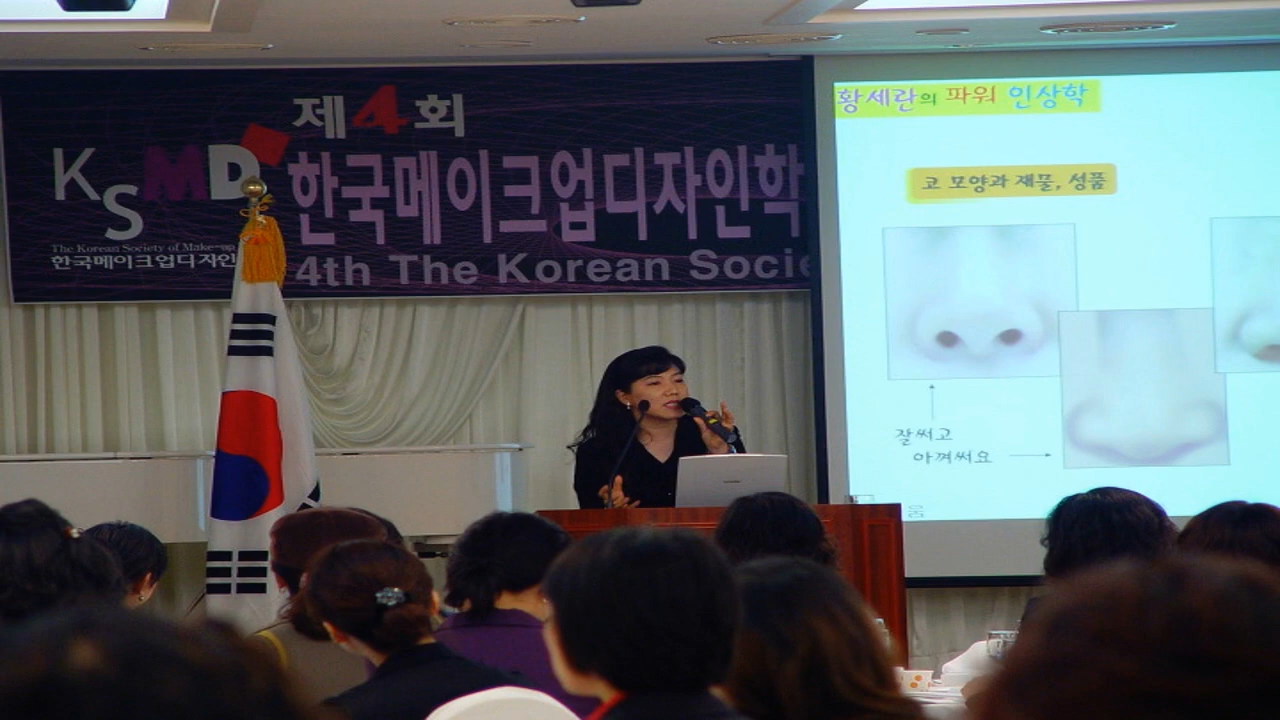 제4회
KSMD
한국메이크업디자인학
The Korean Society of Make-up
한국메이크업디자인
4th The Korean Socie
황세란의 파워 인상학
코 모양과 재물, 성품
잘써고
아껴써요
움